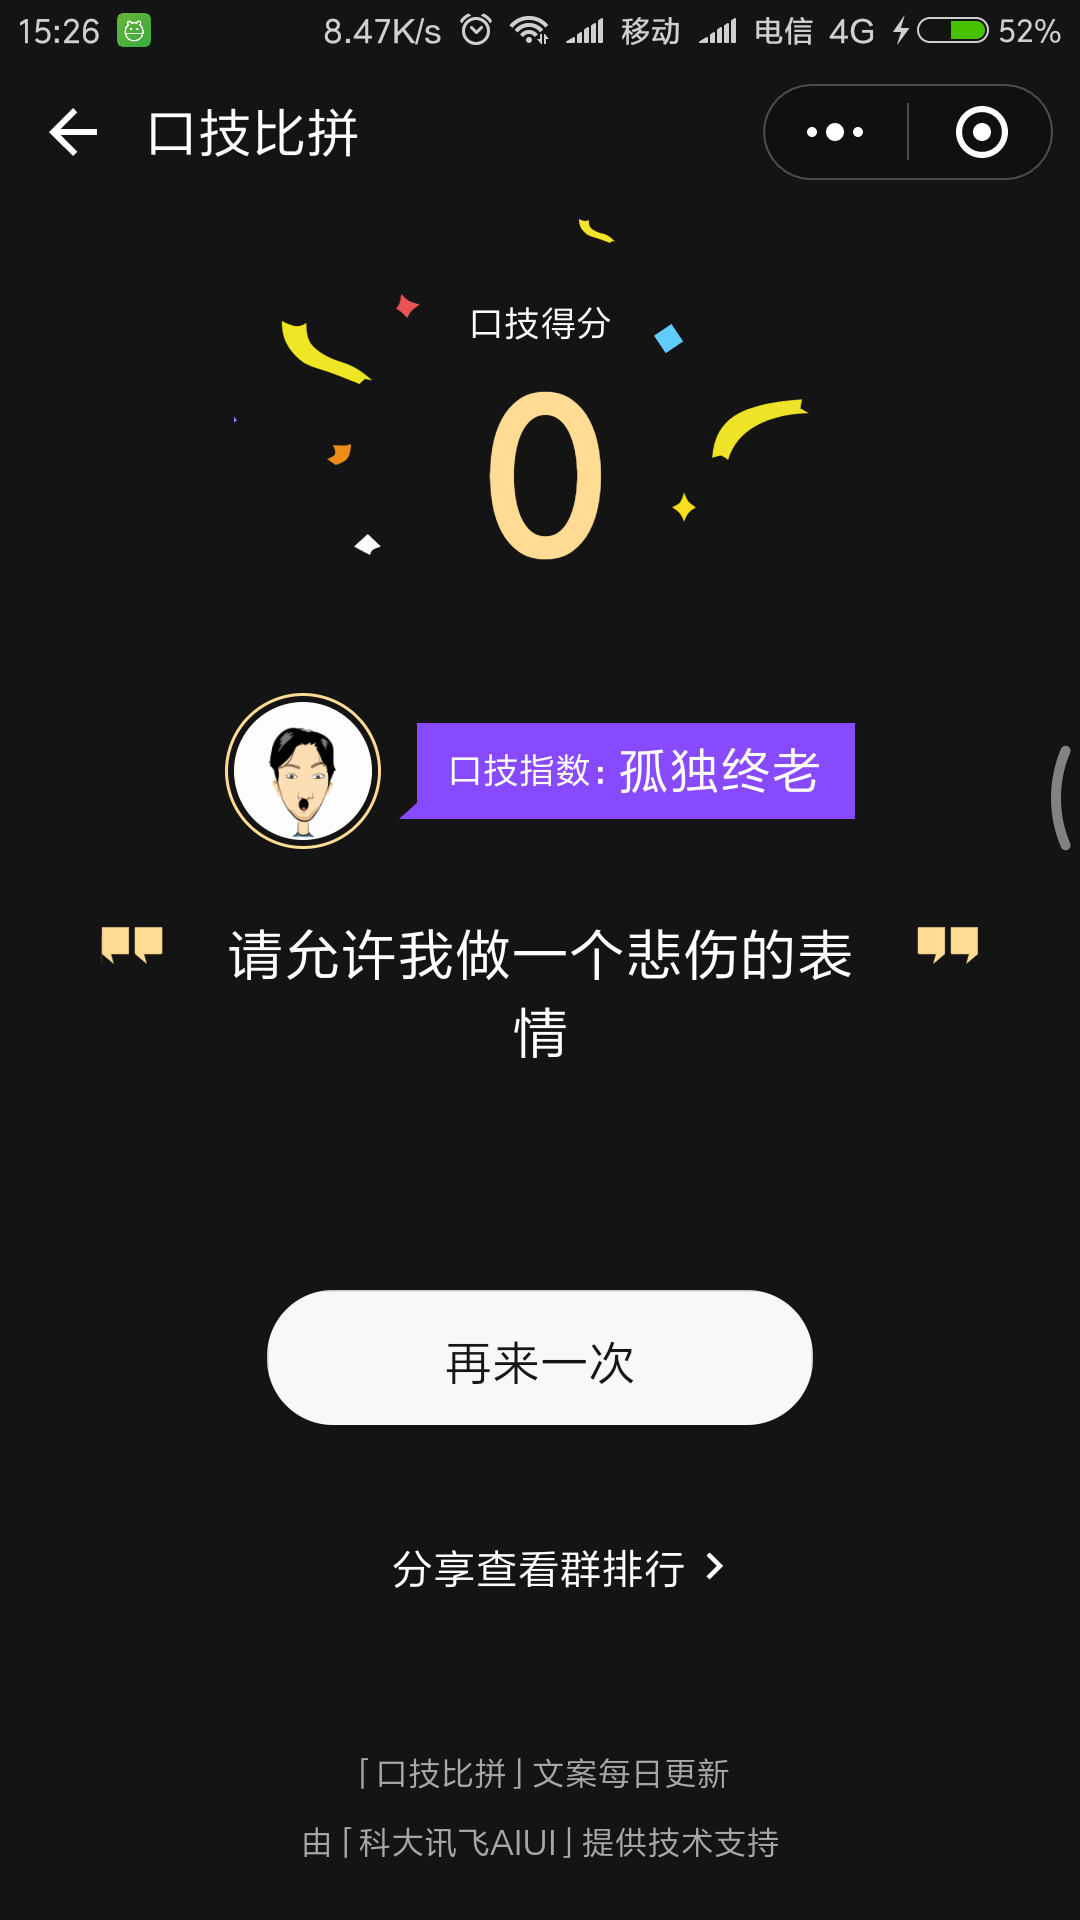 15:26 8.47K/s 移动 电信 4G 52%
口技比拼
口技得分
0
口技指数: 孤独终老
请允许我做一个悲伤的表
情
再来一次
分享查看群排行
「口技比拼」文案每日更新
由「科大讯飞AIUI」提供技术支持